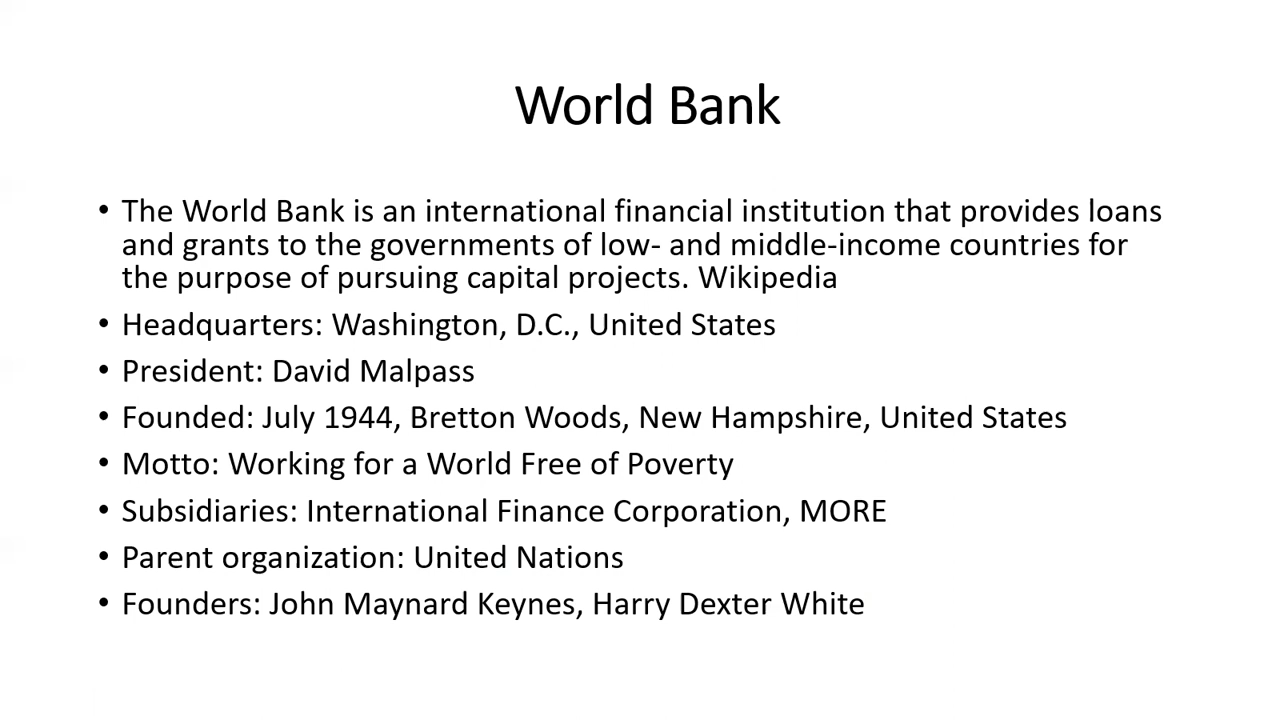 World Bank
• The World Bank is an international financial institution that provides loans
and grants to the governments of low- and middle-income countries for
the purpose of pursuing capital projects. Wikipedia
• Headquarters: Washington, D.C., United States
• President: David Malpass
• Founded: July 1944, Bretton Woods, New Hampshire, United States
• Motto: Working for a World Free of Poverty
• Subsidiaries: International Finance Corporation, MORE
• Parent organization: United Nations
• Founders: John Maynard Keynes, Harry Dexter White